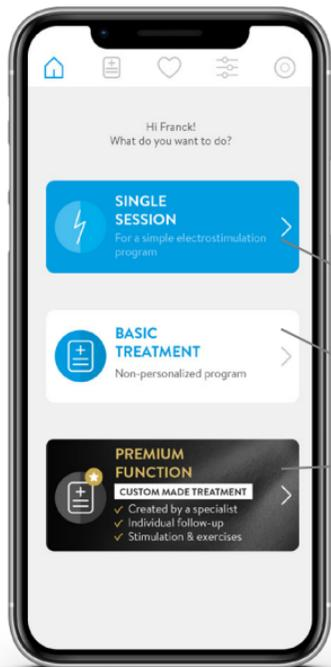 Hi Franck!
What do you want to do?
SINGLE
SESSION
For a simple electrostimulation
program
BASIC
TREATMENT
Non-personalized program
PREMIUM
FUNCTION
CUSTOM MADE TREATMENT
Created by a specialist
Individual follow-up
Stimulation & exercises